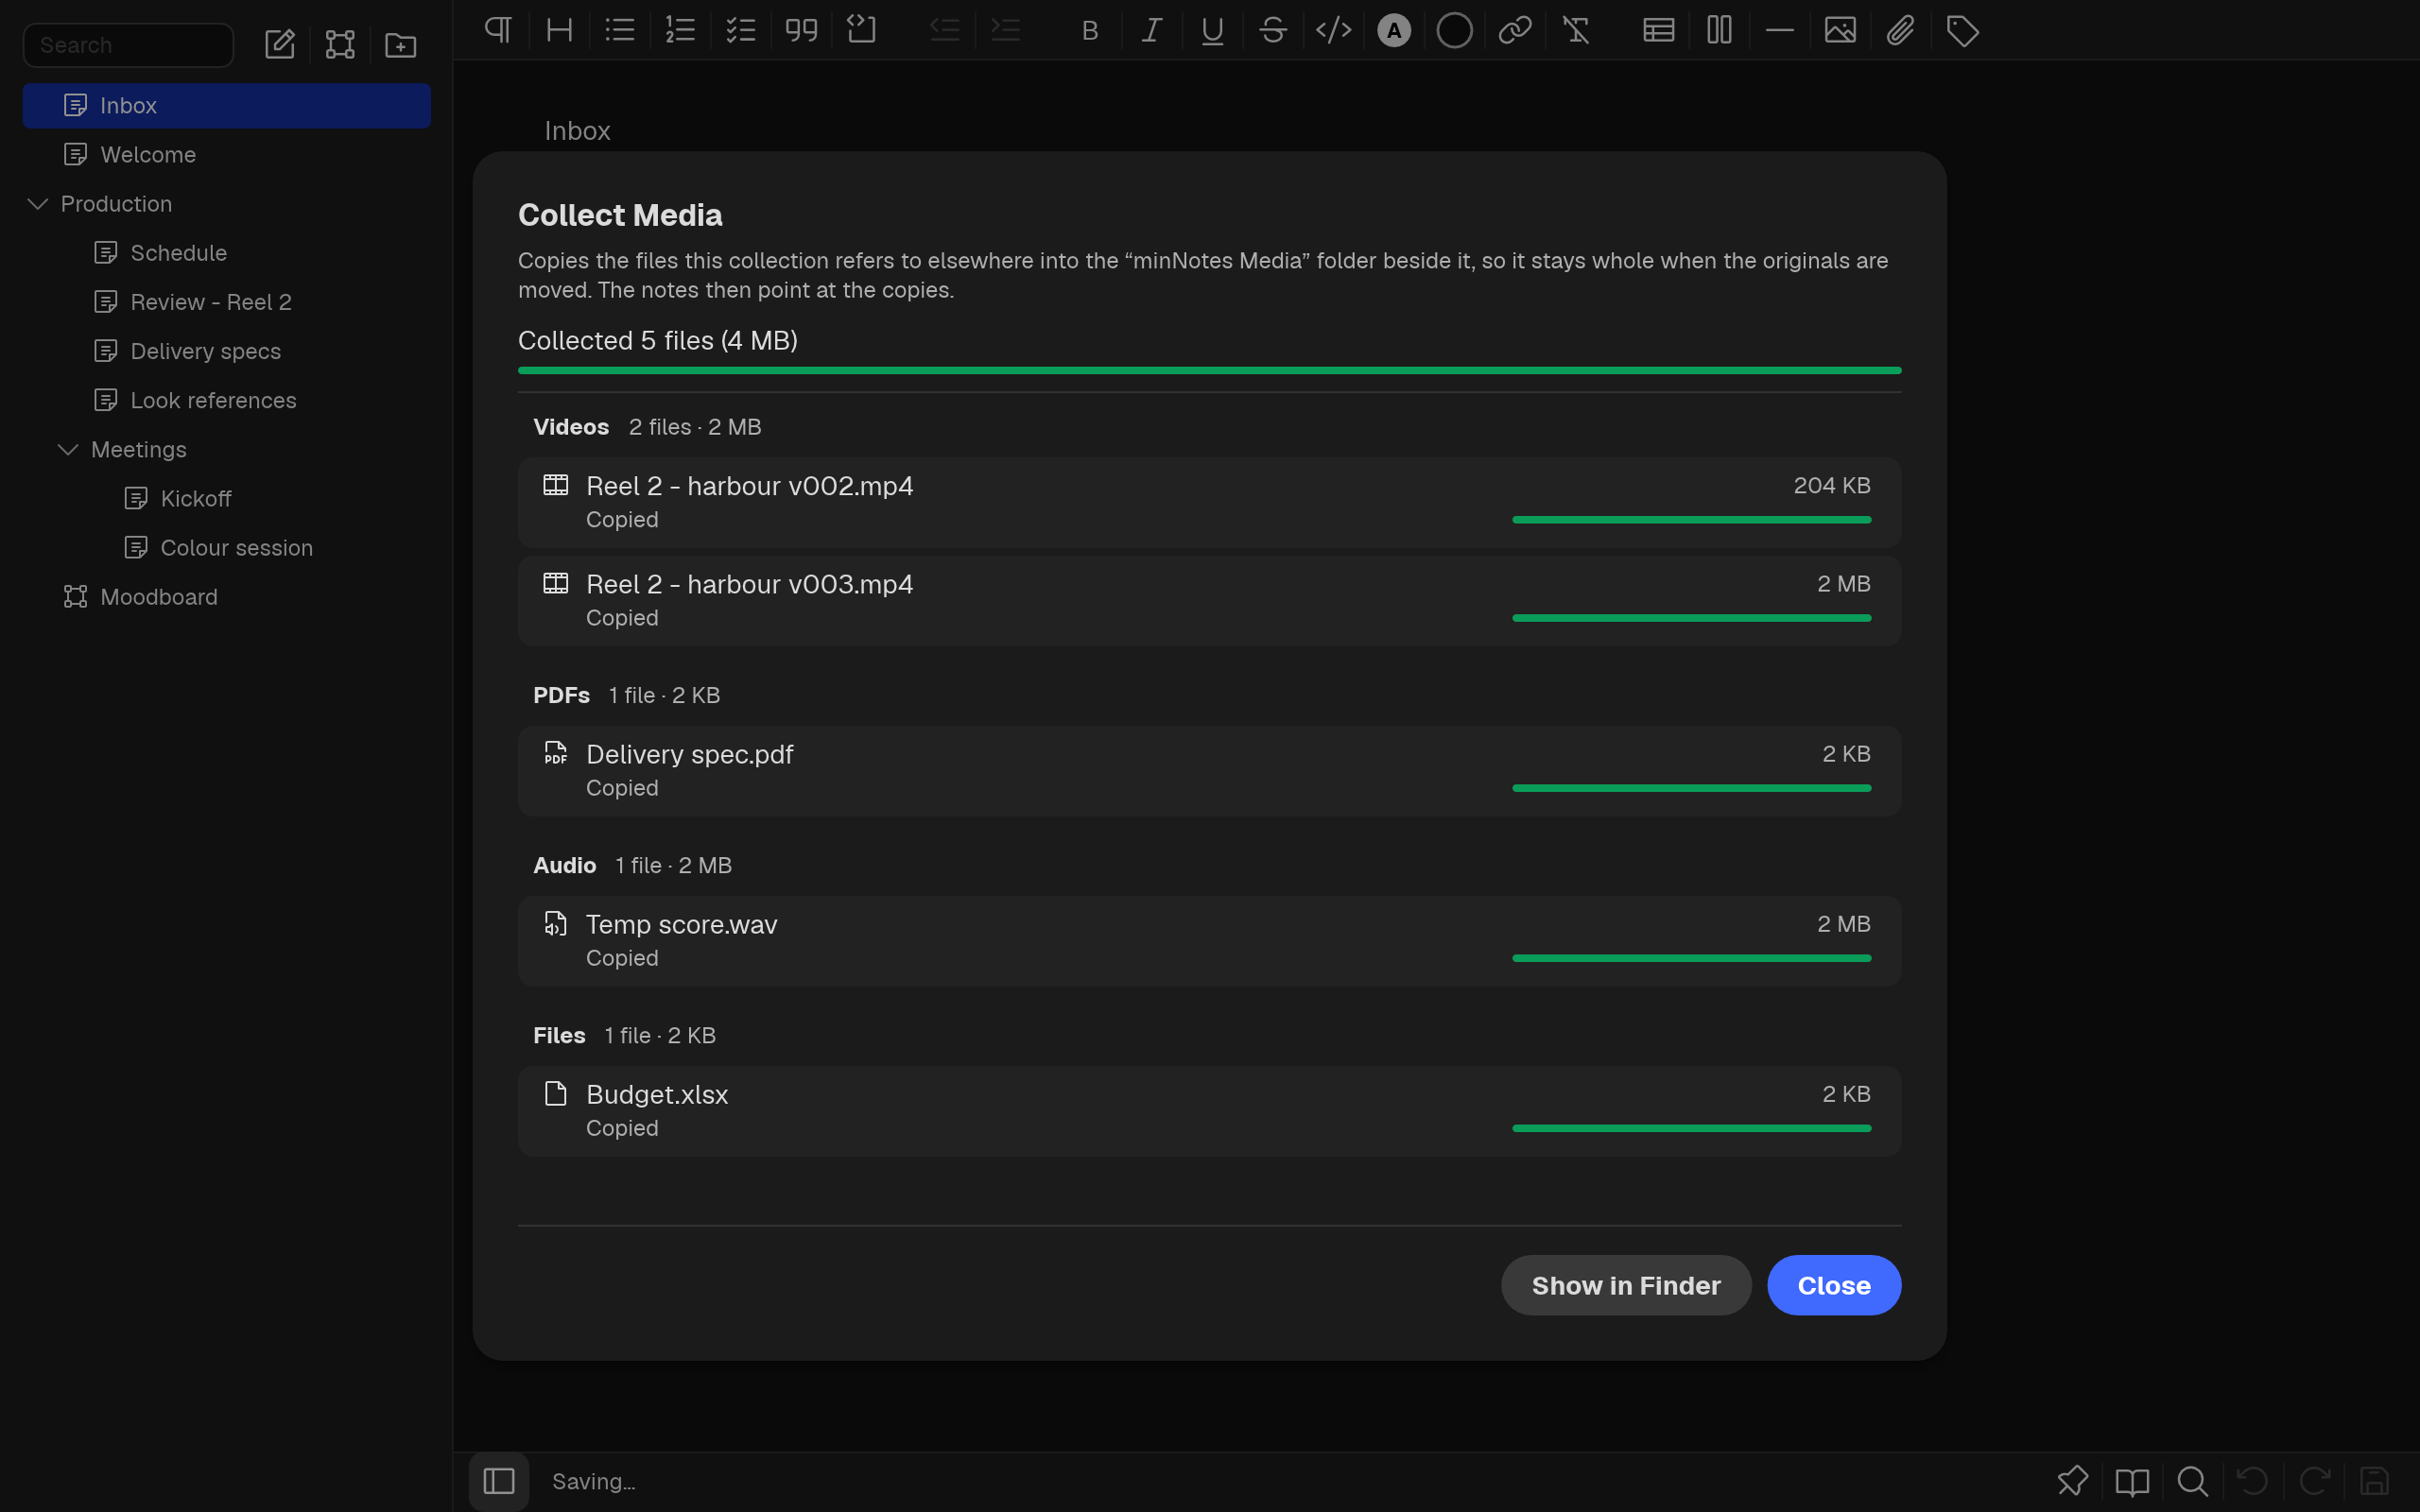 Search
Inbox
Welcome
Production
Schedule
Review - Reel 2
Delivery specs
Look references
Meetings
Kickoff
Colour session
Moodboard
H
B
I
U
S
A
Inbox
Collect Media
Copies the files this collection refers to elsewhere into the “minNotes Media” folder beside it, so it stays whole when the originals are
moved. The notes then point at the copies.
Collected 5 files (4 MB)
Videos 2 files · 2 MB
Reel 2 - harbour v002.mp4 204 KB
Copied
Reel 2 - harbour v003.mp4 2 MB
Copied
PDFs 1 file · 2 KB
PDF
Delivery spec.pdf 2 KB
Copied
Audio 1 file · 2 MB
Temp score.wav 2 MB
Copied
Files 1 file · 2 KB
Budget.xlsx 2 KB
Copied
Show in Finder Close
Saving...